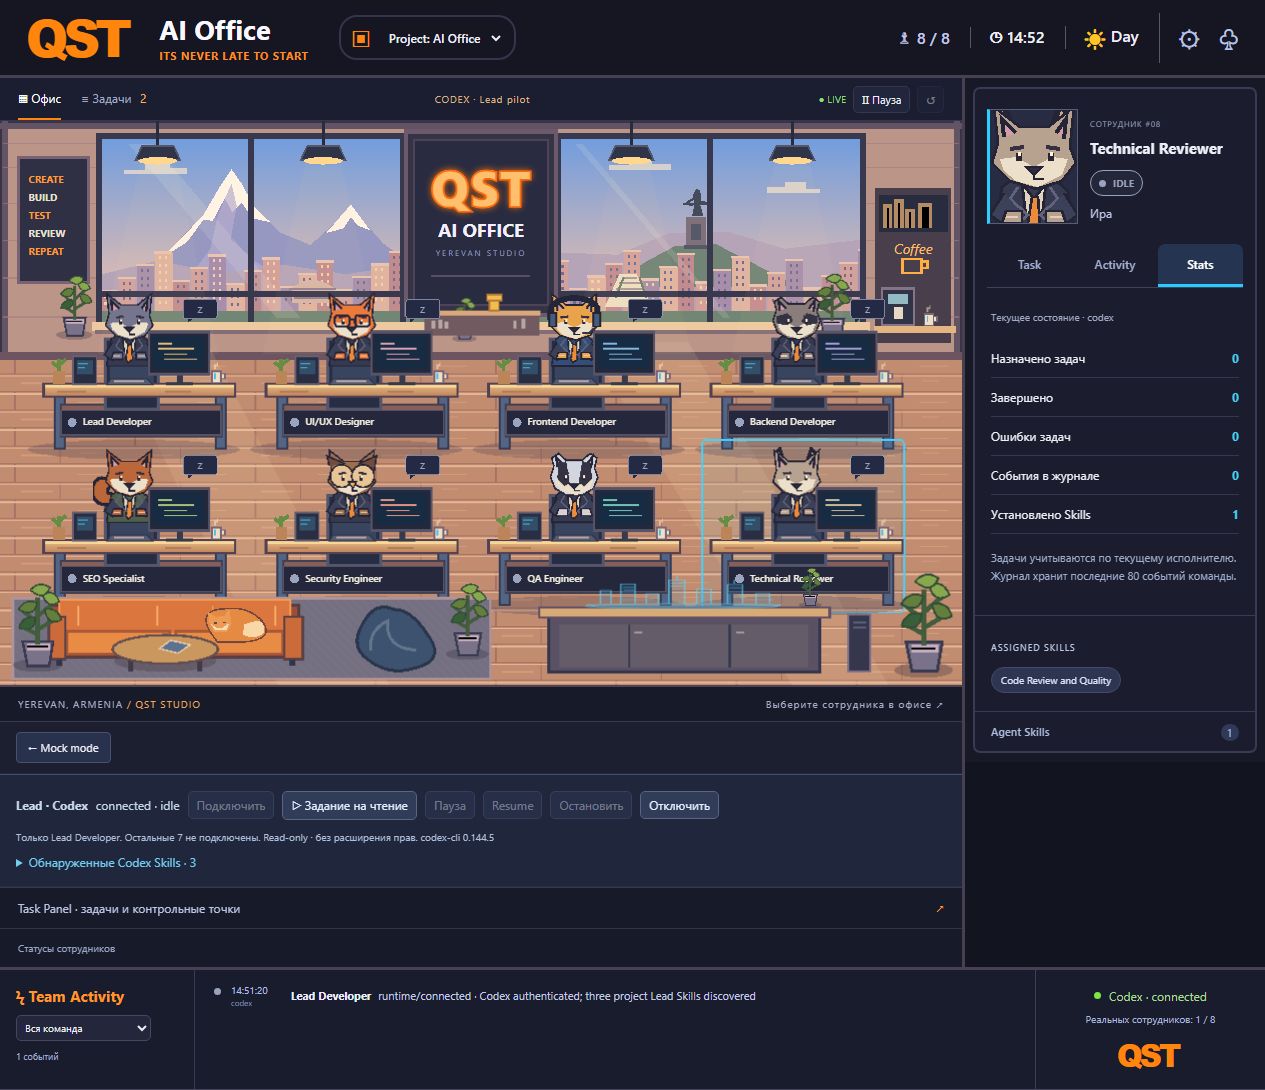 QST
AI Office
ITS NEVER LATE TO START
Project: AI Office
8 / 8
14:52
Day
Офис
Задачи 2
CODEX · Lead pilot
LIVE
Пауза
CREATE
BUILD
TEST
REVIEW
REPEAT
QST
AI OFFICE
YEREVAN STUDIO
Coffee
z
z
z
z
Lead Developer
UI/UX Designer
Frontend Developer
Backend Developer
z
z
z
z
SEO Specialist
Security Engineer
QA Engineer
Technical
YEREVAN, ARMENIA / QST STUDIO
Выберите сотрудника в офисе ↗
← Mock mode
Lead · Codex connected · idle
Подключить
▷ Задание на чтение
Пауза
Resume
Остановить
Отключить
Только Lead Developer. Остальные 7 не подключены. Read-only · без расширения прав. codex-cli 0.144.5
Обнаруженные Codex Skills · 3
Task Panel · задачи и контрольные точки ↗
Статусы сотрудников
СОТРУДНИК #08
Technical Reviewer
IDLE
Ира
Task
Activity
Stats
Текущее состояние · codex
Назначено задач 0
Завершено 0
Ошибки задач 0
События в журнале 0
Установлено Skills 1
Задачи учитываются по текущему исполнителю.
Журнал хранит последние 80 событий команды.
ASSIGNED SKILLS
Code Review and Quality
Agent Skills 1
Team Activity
Вся команда
1 событий
14:51:20
codex
Lead Developer runtime/connected · Codex authenticated; three project Lead Skills discovered
Codex · connected
Реальных сотрудников: 1 / 8
QST